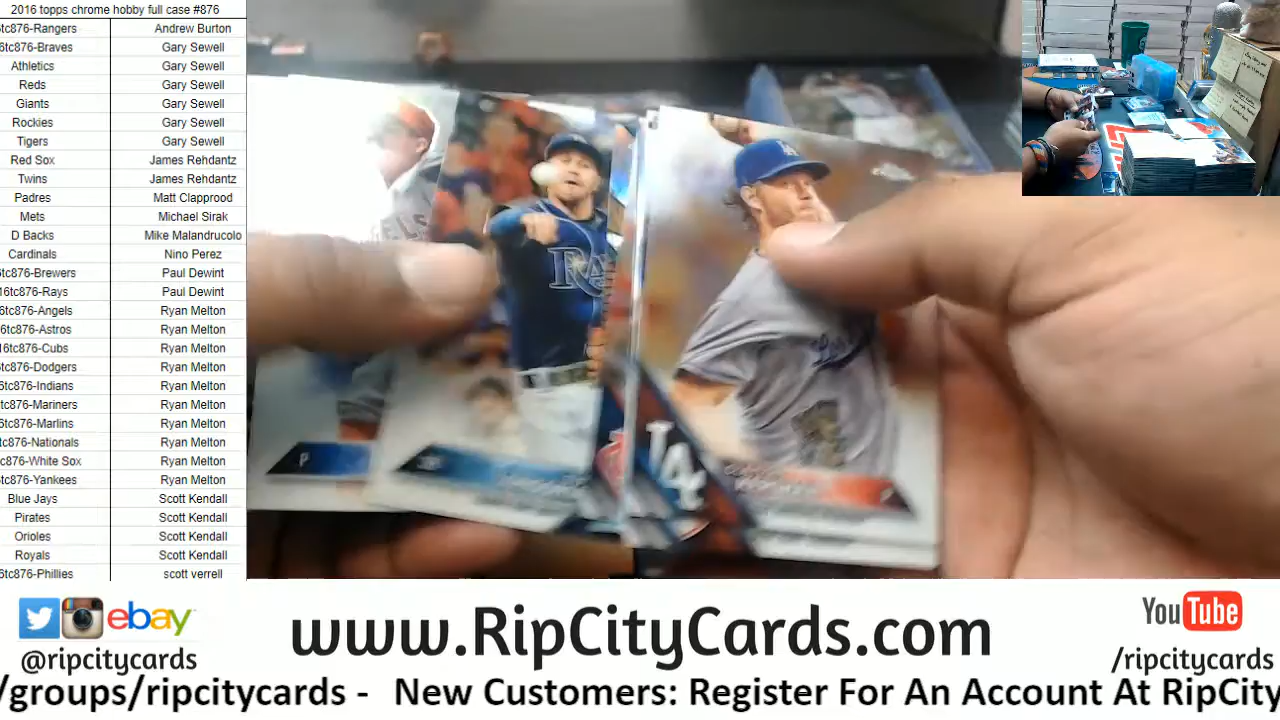 2016 topps chrome hobby full case #876
6tc876-Rangers Andrew Burton
6tc876-Braves Gary Sewell
Athletics Gary Sewell
Reds Gary Sewell
Giants Gary Sewell
Rockies Gary Sewell
Tigers Gary Sewell
Red Sox James Rehdantz
Twins James Rehdantz
Padres Matt Clapprood
Mets Michael Sirak
D Backs Mike Malandrucolo
Cardinals Nino Perez
6tc876-Brewers Paul Dewint
16tc876-Rays Paul Dewint
16tc876-Angels Ryan Melton
6tc876-Astros Ryan Melton
16tc876-Cubs Ryan Melton
6tc876-Dodgers Ryan Melton
6tc876-Indians Ryan Melton
6tc876-Mariners Ryan Melton
6tc876-Marlins Ryan Melton
tc876-Nationals Ryan Melton
tc876-White Sox Ryan Melton
6tc876-Yankees Ryan Melton
Blue Jays Scott Kendall
Pirates Scott Kendall
Orioles Scott Kendall
Royals Scott Kendall
6tc876-Phillies scott verrell
LA
P
ebay
@ripcitycards
www.RipCityCards.com
YouTube
/ripcitycards
/groups/ripcitycards - New Customers: Register For An Account At RipCity